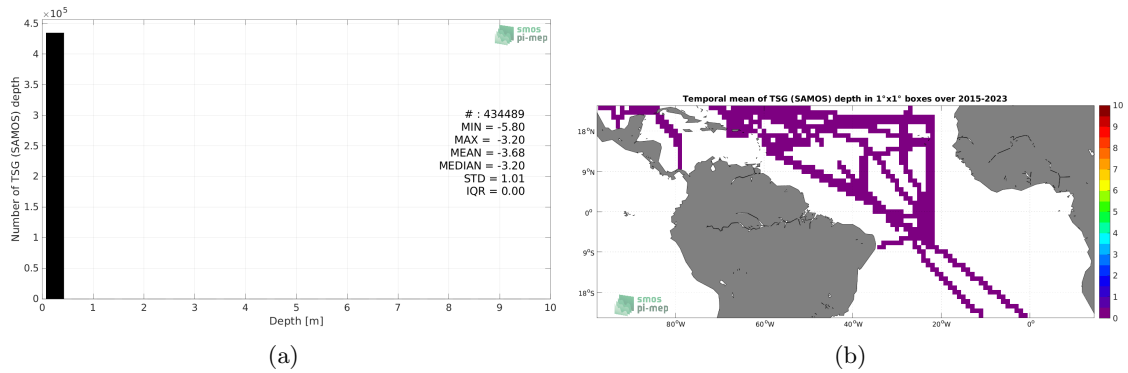 ×10⁵
4.5
4
3.5
3
2.5
2
1.5
1
0.5
0
Number of TSG (SAMOS) depth
smos
pi-mep
# : 434489
MIN = -5.80
MAX = -3.20
MEAN = -3.68
MEDIAN = -3.20
STD = 1.01
IQR = 0.00
0 1 2 3 4 5 6 7 8 9 10
Depth [m]
(a)
Temporal mean of TSG (SAMOS) depth in 1°x1° boxes over 2015-2023
18°N
9°N
0°
9°S
18°S
smos
pi-mep
80°W 60°W 40°W 20°W 0°
10
9
8
7
6
5
4
3
2
1
0
(b)